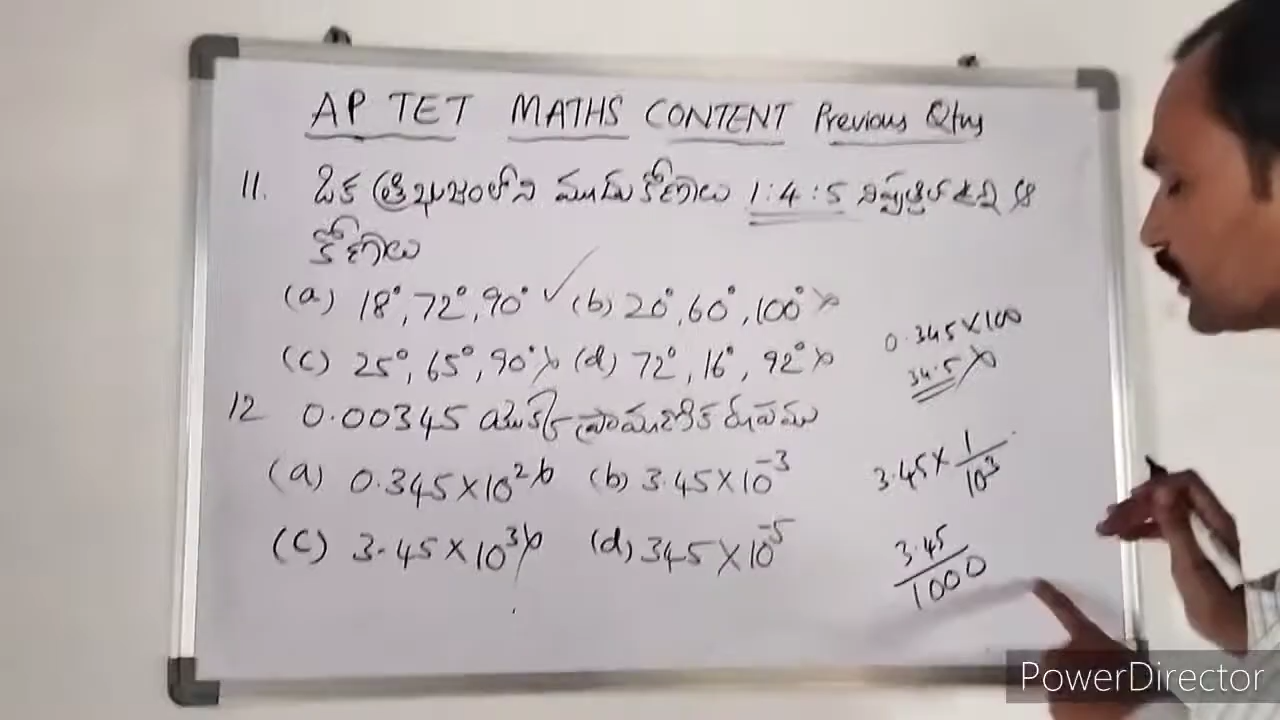 AP TET MATHS CONTENT Previous Qtns
11. ఒక త్రిభుజంలోని మూడు కోణాలు 1:4:5 నిష్పత్తిలో ఉన్న ఆ
కోణాలు
(a) 18°, 72°, 90° ✓ (b) 20°, 60°, 100° x
(c) 25°, 65°, 90° x (d) 72°, 16°, 92° x
0.345×100
34.5 x
12 0.00345 యొక్క ప్రామాణిక రూపము
(a) 0.345×10² x (b) 3.45×10⁻³
(c) 3.45×10³ x (d) 345×10⁻⁵
3.45× 1/10³
3.45/1000
PowerDirector